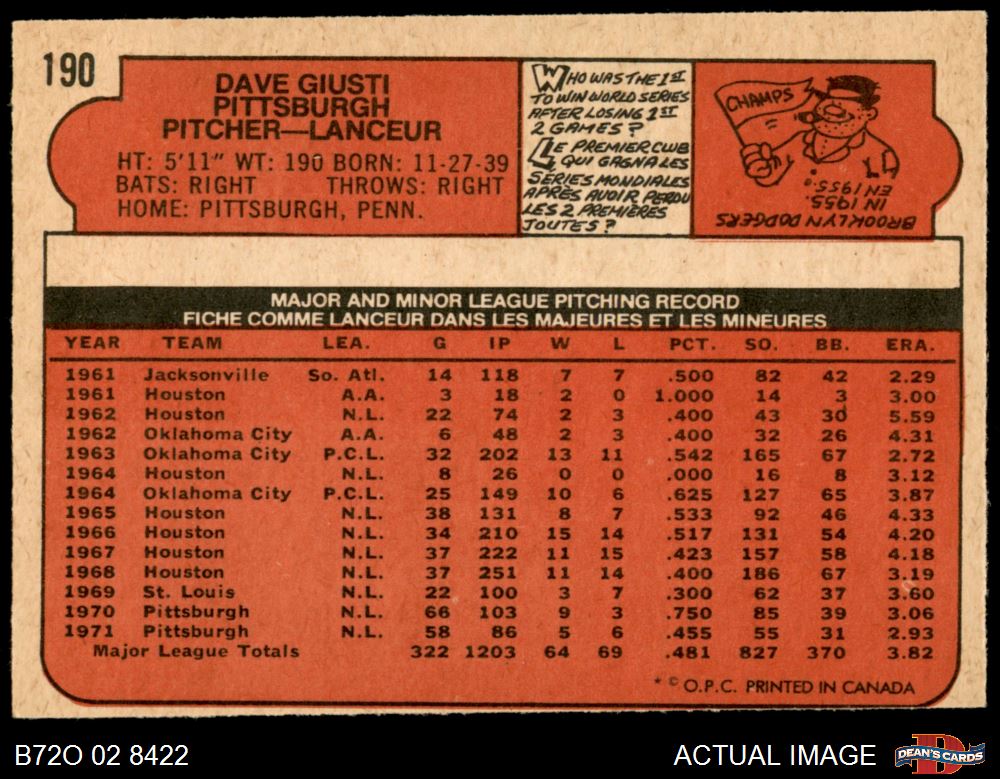 190
DAVE GIUSTI
PITTSBURGH
PITCHER—LANCEUR
HT: 5'11" WT: 190 BORN: 11-27-39
BATS: RIGHT THROWS: RIGHT
HOME: PITTSBURGH, PENN.
WHO WAS THE 1ST
TO WIN WORLD SERIES
AFTER LOSING 1ST
2 GAMES?
LE PREMIER CLUB
QUI GAGNA LES
SÉRIES MONDIALES
APRÈS AVOIR PERDU
LES 2 PREMIÈRES
JOUTES?
CHAMPS
BROOKLYN DODGERS
IN 1955.
EN 1955.
MAJOR AND MINOR LEAGUE PITCHING RECORD
FICHE COMME LANCEUR DANS LES MAJEURES ET LES MINEURES
YEAR TEAM LEA. G IP W L PCT. SO. BB. ERA.
1961 Jacksonville So. Atl. 14 118 7 7 .500 82 42 2.29
1961 Houston A.A. 3 18 2 0 1.000 14 3 3.00
1962 Houston N.L. 22 74 2 3 .400 43 30 5.59
1962 Oklahoma City A.A. 6 48 2 3 .400 32 26 4.31
1963 Oklahoma City P.C.L. 32 202 13 11 .542 165 67 2.72
1964 Houston N.L. 8 26 0 0 .000 16 8 3.12
1964 Oklahoma City P.C.L. 25 149 10 6 .625 127 65 3.87
1965 Houston N.L. 38 131 8 7 .533 92 46 4.33
1966 Houston N.L. 34 210 15 14 .517 131 54 4.20
1967 Houston N.L. 37 222 11 15 .423 157 58 4.18
1968 Houston N.L. 37 251 11 14 .400 186 67 3.19
1969 St. Louis N.L. 22 100 3 7 .300 62 37 3.60
1970 Pittsburgh N.L. 66 103 9 3 .750 85 39 3.06
1971 Pittsburgh N.L. 58 86 5 6 .455 55 31 2.93
Major League Totals 322 1203 64 69 .481 827 370 3.82
* © O.P.C. PRINTED IN CANADA
B72O 02 8422
ACTUAL IMAGE
DEAN'S CARDS